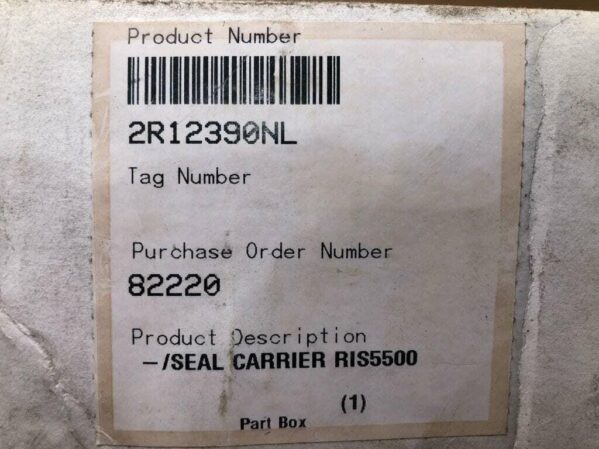 Product Number
2R12390NL
Tag Number
Purchase Order Number
82220
Product Description
-/SEAL CARRIER RIS5500
(1)
Part Box